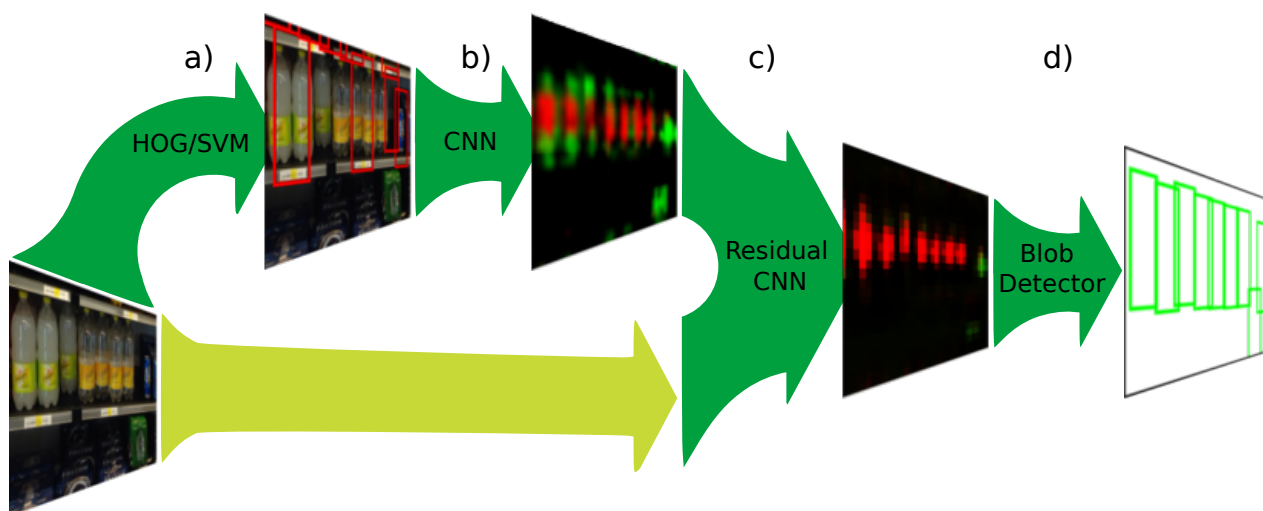 a)
b)
c)
d)
HOG/SVM
CNN
Residual
CNN
Blob
Detector